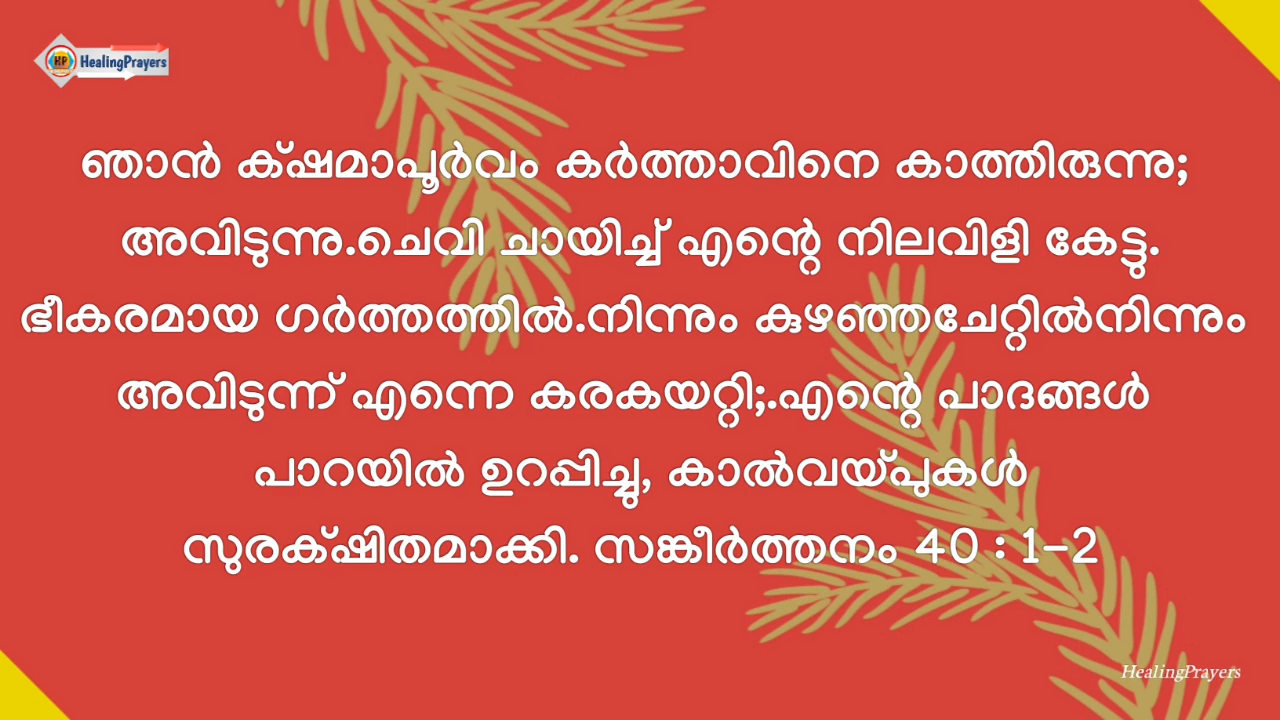 HP HealingPrayers
ഞാൻ ക്‌ഷമാപൂർവം കർത്താവിനെ കാത്തിരുന്നു;
അവിടുന്നു.ചെവി ചായിച്ച് എന്റെ നിലവിളി കേട്ടു.
ഭീകരമായ ഗർത്തത്തിൽ.നിന്നും കുഴഞ്ഞചേറ്റിൽനിന്നും
അവിടുന്ന് എന്നെ കരകയറ്റി;.എന്റെ പാദങ്ങൾ
പാറയിൽ ഉറപ്പിച്ചു, കാൽവയ്പുകൾ
സുരക്‌ഷിതമാക്കി. സങ്കീർത്തനം 40 : 1-2
HealingPrayers